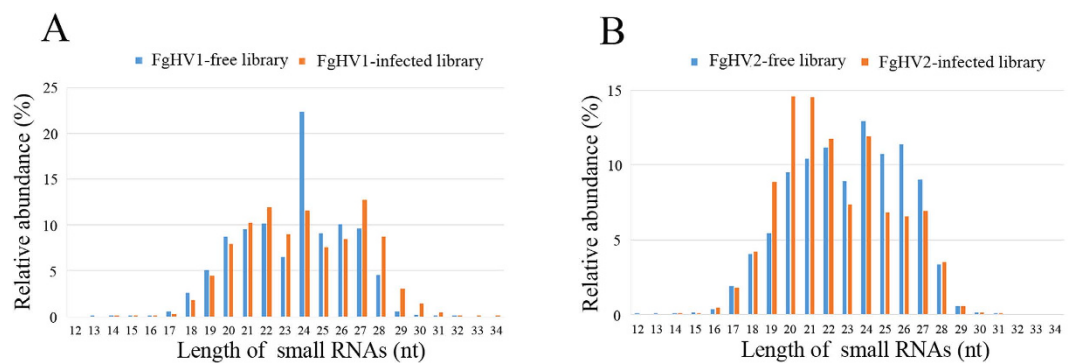 A
FgHV1-free library FgHV1-infected library
25
20
15
10
5
0
Relative abundance (%)
12 13 14 15 16 17 18 19 20 21 22 23 24 25 26 27 28 29 30 31 32 33 34
Length of small RNAs (nt)
B
FgHV2-free library FgHV2-infected library
15
10
5
0
Relative abundance (%)
12 13 14 15 16 17 18 19 20 21 22 23 24 25 26 27 28 29 30 31 32 33 34
Length of small RNAs (nt)